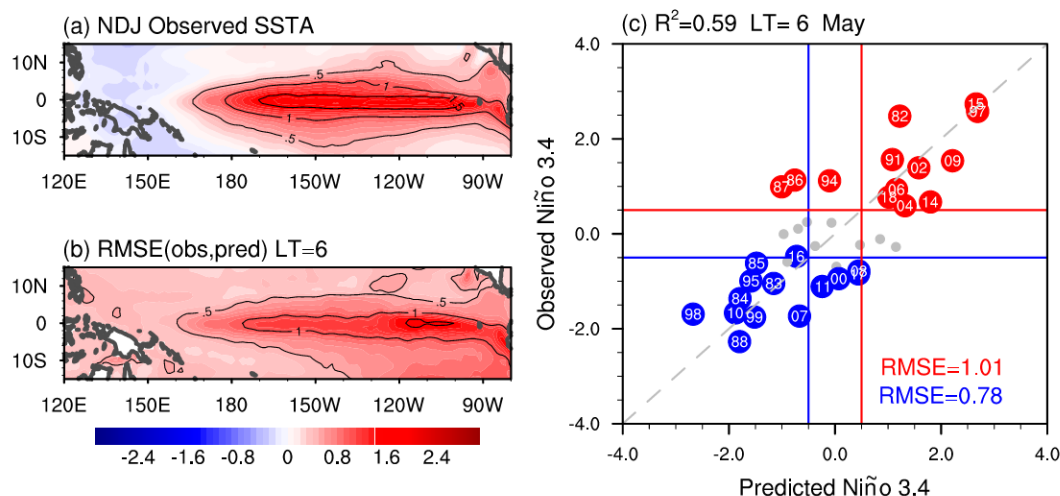 (a) NDJ Observed SSTA
10N
0
10S
.5
1
1.5
.5
120E 150E 180 150W 120W 90W
(b) RMSE(obs,pred) LT=6
10N
0
10S
.5
1
.5
120E 150E 180 150W 120W 90W
-2.4 -1.6 -0.8 0 0.8 1.6 2.4
(c) R²=0.59 LT= 6 May
Observed Niño 3.4
4.0
2.0
0.0
-2.0
-4.0
15
97
82
91
02
09
86
87
94
06
18
04
14
16
85
95
83
11
00
08
84
10
99
98
07
88
RMSE=1.01
RMSE=0.78
-4.0 -2.0 0.0 2.0 4.0
Predicted Niño 3.4